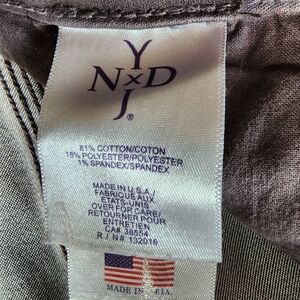 Y
N x D
J ®
81% COTTON/COTON
18% POLYESTER/POLYESTER
1% SPANDEX/SPANDEX
MADE IN U.S.A./
FABRIQUE AUX
ETATS-UNIS
OVER FOR CARE/
RETOURNER POUR
ENTRETIEN
CA# 38554
R / N# 132016
MADE IN U.S.A.